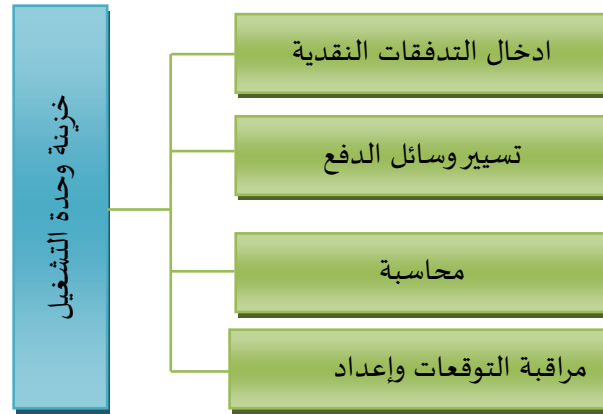 خزينة وحدة التشغيل
ادخال التدفقات النقدية
تسيير وسائل الدفع
محاسبة
مراقبة التوقعات وإعداد